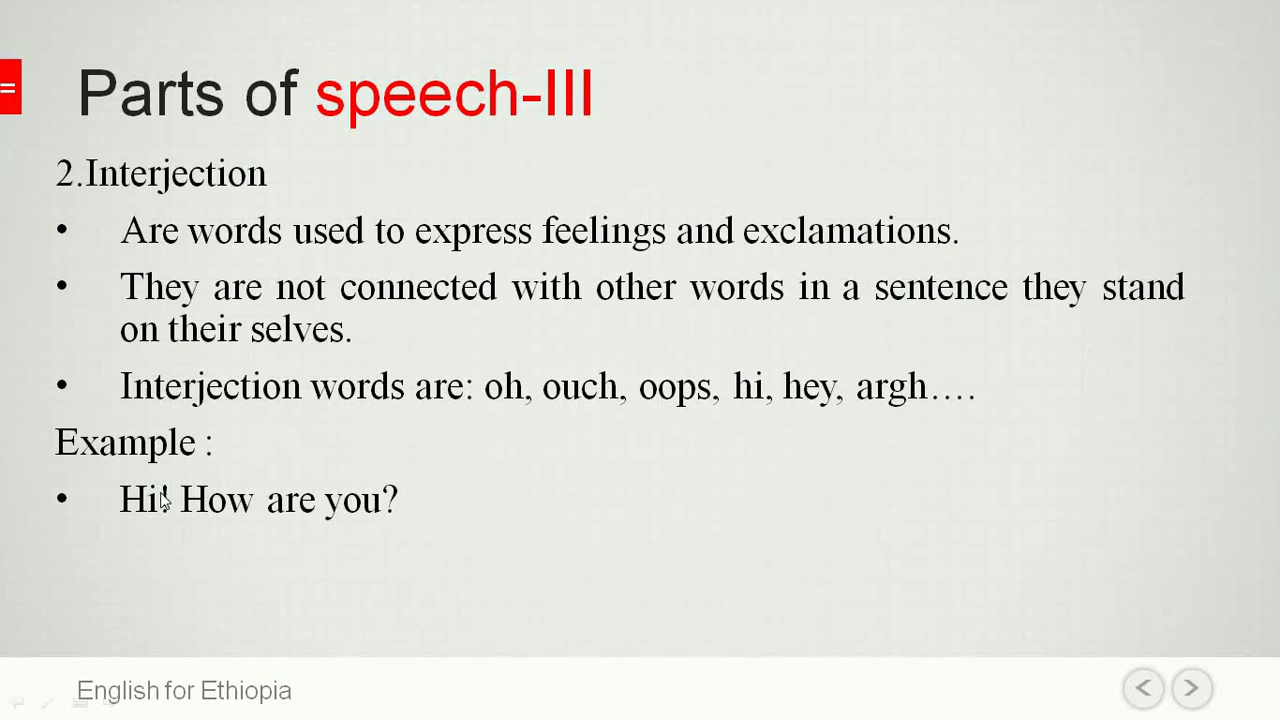 =
Parts of speech-III
2.Interjection
• Are words used to express feelings and exclamations.
• They are not connected with other words in a sentence they stand
on their selves.
• Interjection words are: oh, ouch, oops, hi, hey, argh….
Example :
• Hi! How are you?
English for Ethiopia